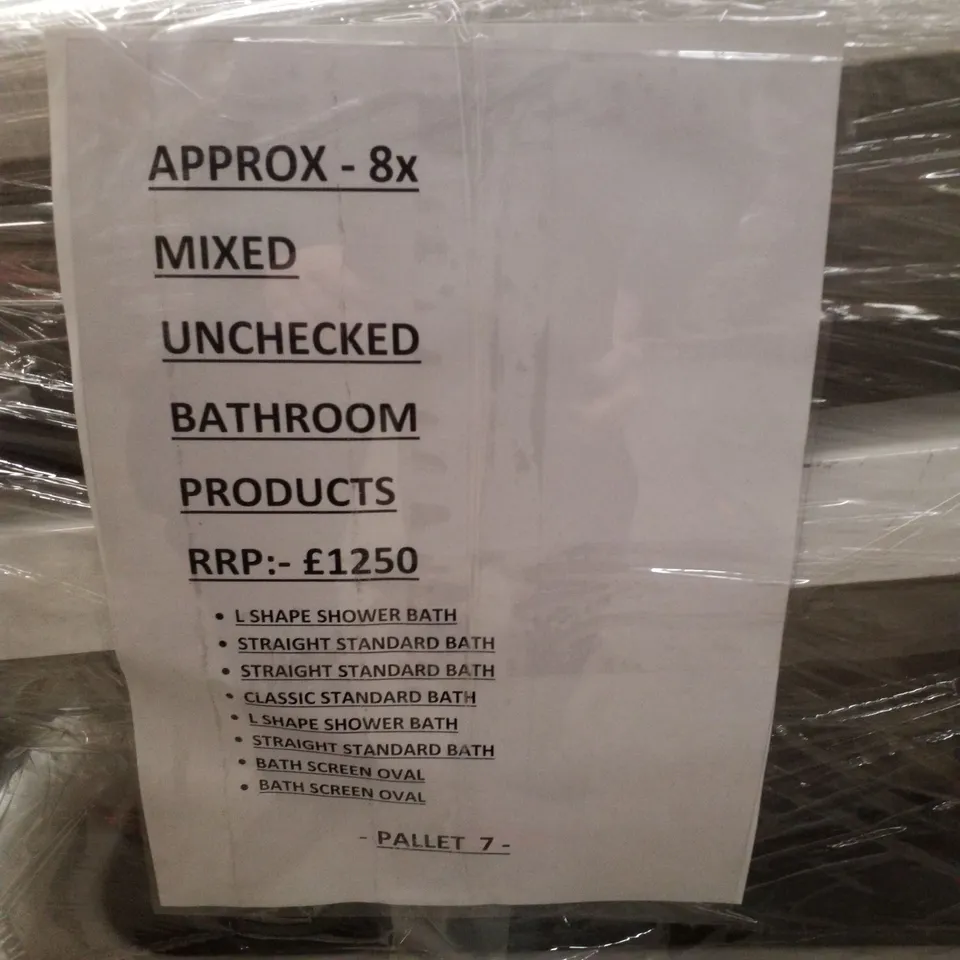 APPROX - 8x
MIXED
UNCHECKED
BATHROOM
PRODUCTS
RRP:- £1250
• L SHAPE SHOWER BATH
• STRAIGHT STANDARD BATH
• STRAIGHT STANDARD BATH
• CLASSIC STANDARD BATH
• L SHAPE SHOWER BATH
• STRAIGHT STANDARD BATH
• BATH SCREEN OVAL
• BATH SCREEN OVAL
- PALLET 7 -